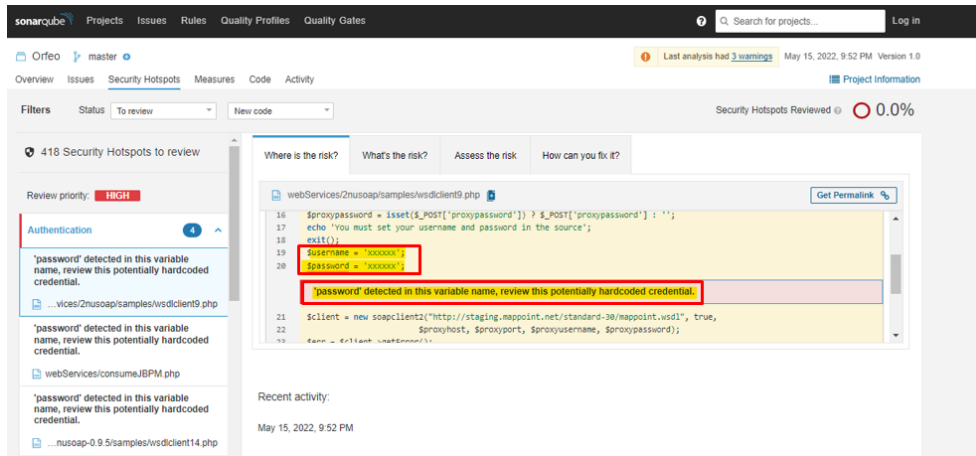 sonarqube Projects Issues Rules Quality Profiles Quality Gates ? Search for projects... Log in
Orfeo master
Last analysis had 3 warnings May 15, 2022, 9:52 PM Version 1.0
Overview Issues Security Hotspots Measures Code Activity Project Information
Filters Status To review New code Security Hotspots Reviewed ? 0.0%
418 Security Hotspots to review
Review priority: HIGH
Authentication 4
'password' detected in this variable
name, review this potentially hardcoded
credential.
...vices/2nusoap/samples/wsdlclient9.php
'password' detected in this variable
name, review this potentially hardcoded
credential.
webServices/consumeJBPM.php
'password' detected in this variable
name, review this potentially hardcoded
credential.
...nusoap-0.9.5/samples/wsdlclient14.php
Where is the risk? What's the risk? Assess the risk How can you fix it?
webServices/2nusoap/samples/wsdlclient9.php Get Permalink
16 $proxypassword = isset($_POST['proxypassword']) ? $_POST['proxypassword'] : '';
17 echo 'You must set your username and password in the source';
18 exit();
19 $username = 'xxxxxx';
20 $password = 'xxxxxx';
'password' detected in this variable name, review this potentially hardcoded credential.
21 $client = new soapclient2("http://staging.mappoint.net/standard-30/mappoint.wsdl", true,
22 $proxyhost, $proxyport, $proxyusername, $proxypassword);
23 $err = $client->getError();
Recent activity:
May 15, 2022, 9:52 PM